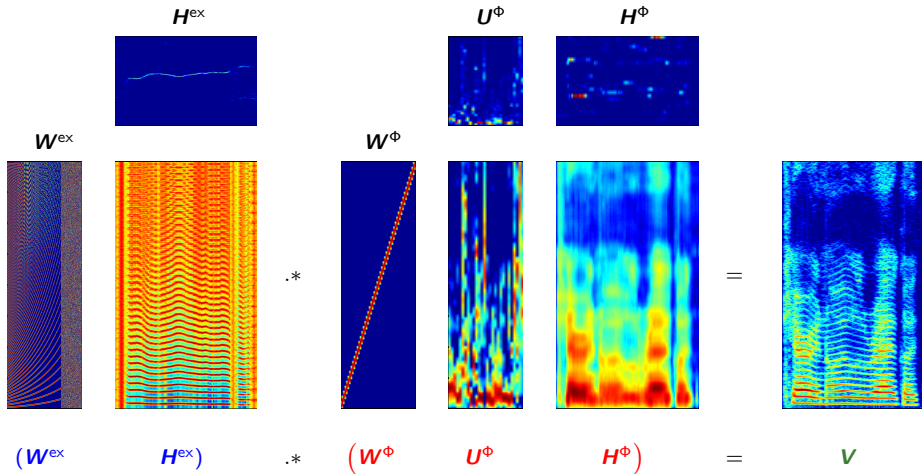 H^ex U^Φ H^Φ
W^ex W^Φ
.* =
(W^ex H^ex) .* (W^Φ U^Φ H^Φ) = V